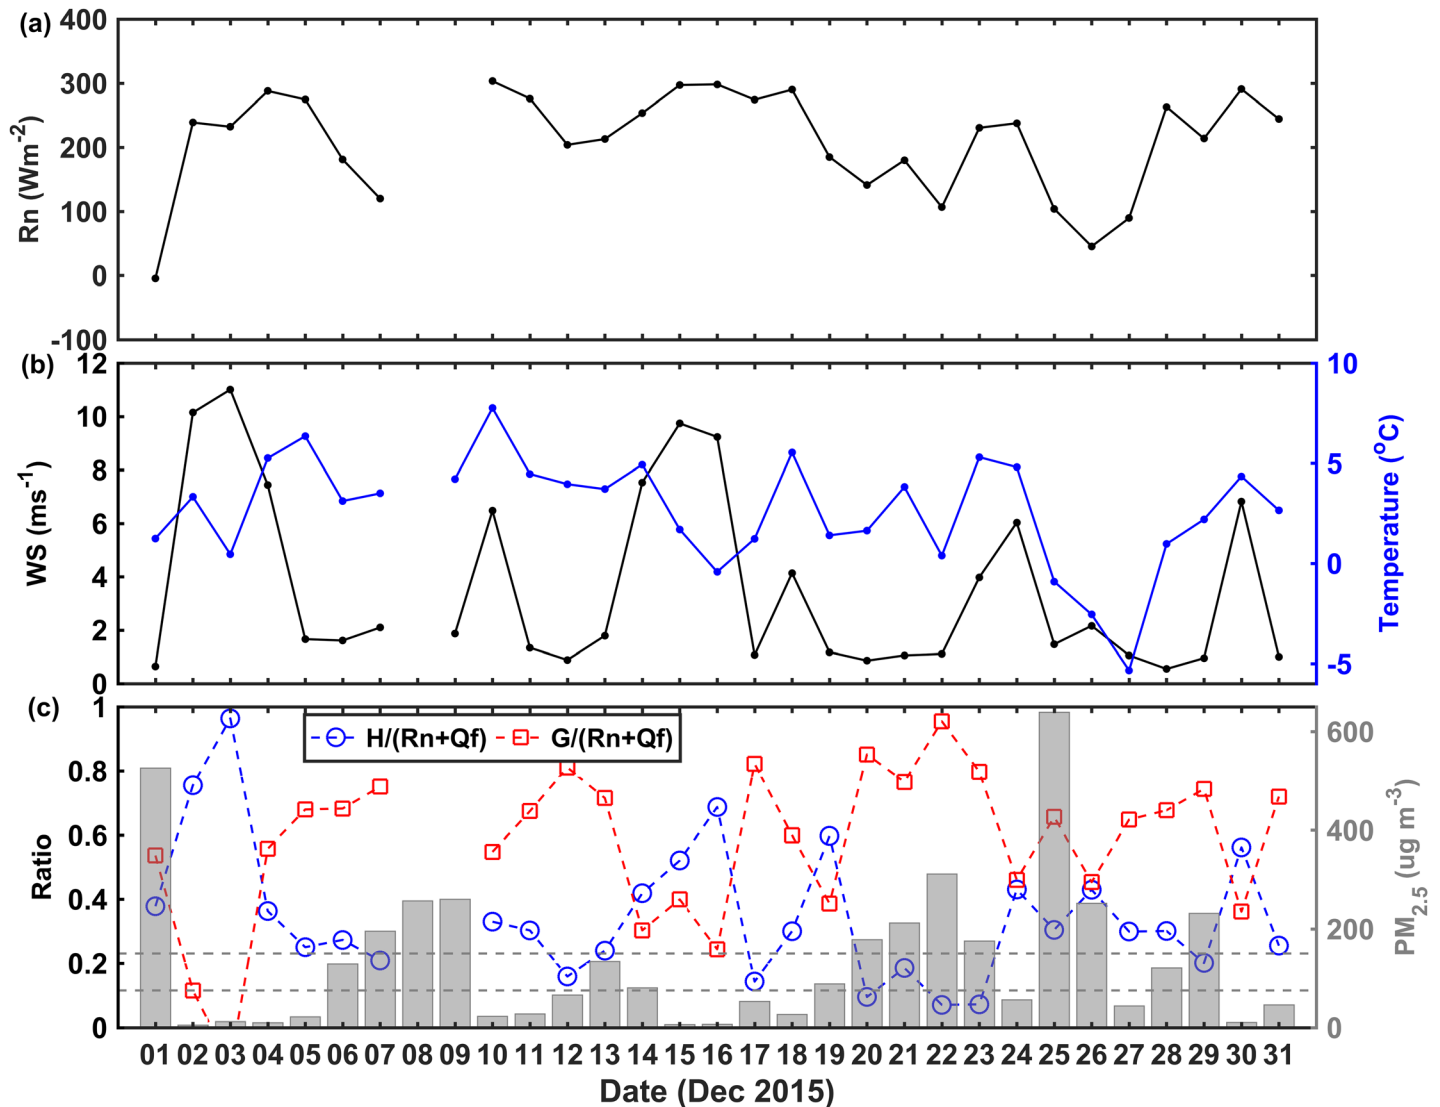 (a)
400
300
200
100
0
-100
Rn (Wm-2)
(b)
12
10
8
6
4
2
0
WS (ms-1)
10
5
0
-5
Temperature (oC)
(c)
1
0.8
0.6
0.4
0.2
0
Ratio
H/(Rn+Qf) G/(Rn+Qf)
600
400
200
0
PM2.5 (ug m-3)
01 02 03 04 05 06 07 08 09 10 11 12 13 14 15 16 17 18 19 20 21 22 23 24 25 26 27 28 29 30 31
Date (Dec 2015)